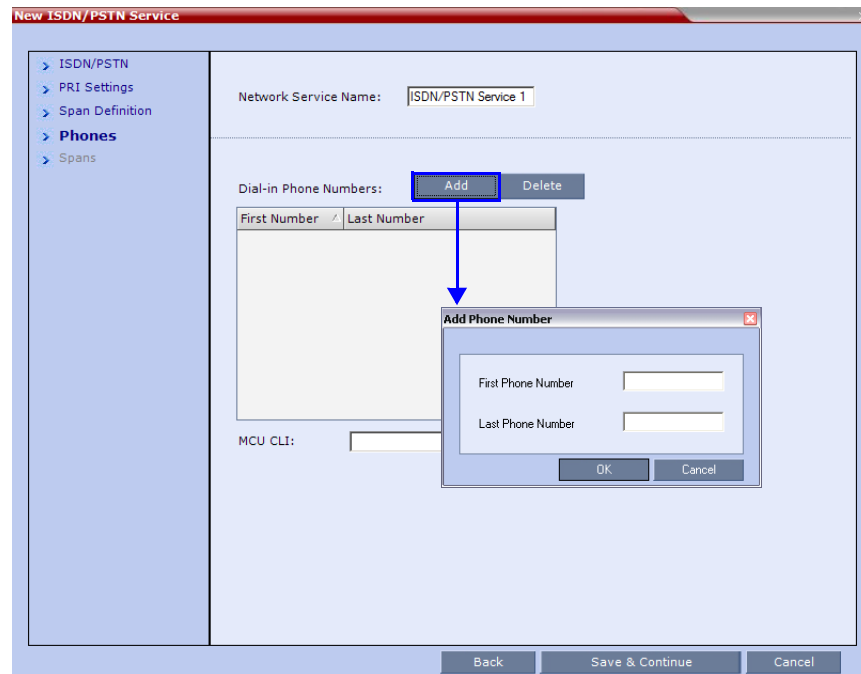 New ISDN/PSTN Service
ISDN/PSTN
PRI Settings
Span Definition
Phones
Spans
Network Service Name: ISDN/PSTN Service 1
Dial-in Phone Numbers: Add Delete
First Number Last Number
Add Phone Number
First Phone Number
Last Phone Number
OK Cancel
MCU CLI:
Back Save & Continue Cancel